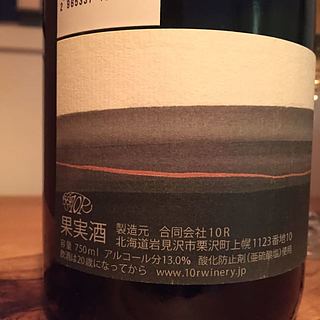 果実酒 製造元 合同会社10R
北海道岩見沢市栗沢町上幌1123番地10
容量 750ml アルコール分13.0% 酸化防止剤(亜硫酸塩)使用
飲酒は20歳になってから www.10rwinery.jp